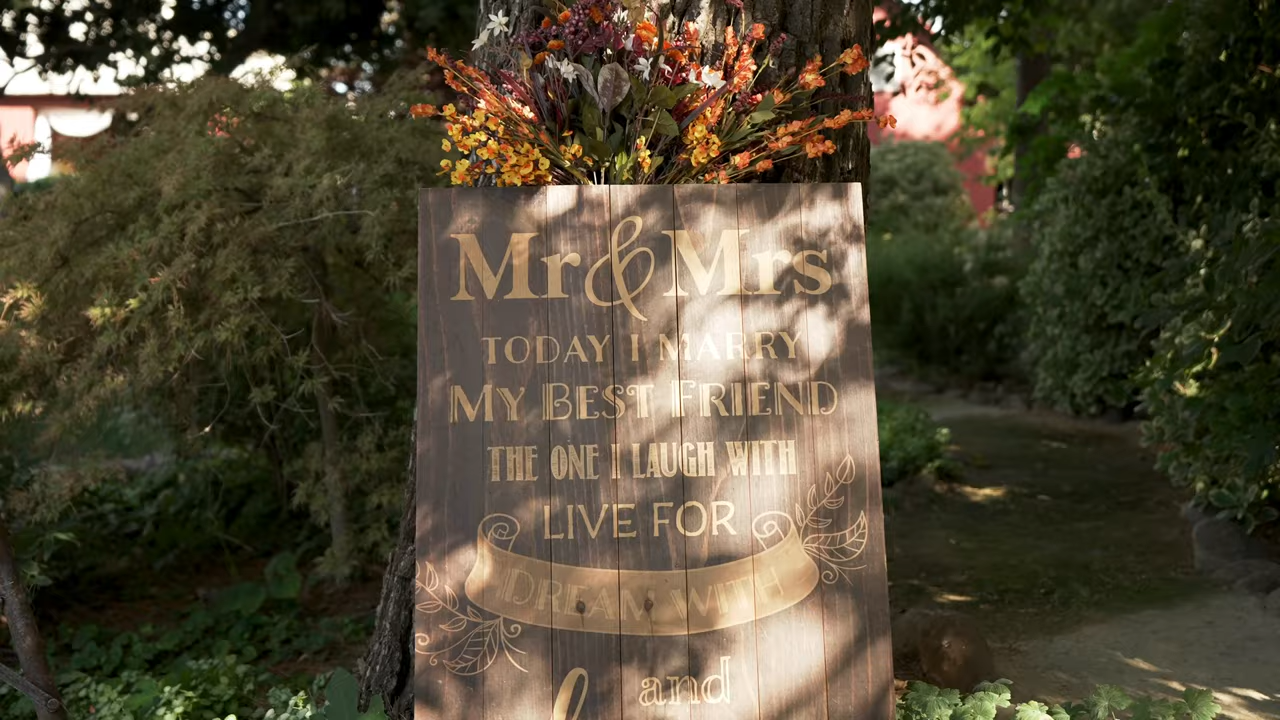 Mr & Mrs
TODAY I MARRY
MY BEST FRIEND
THE ONE I LAUGH WITH
LIVE FOR
DREAM WITH
and